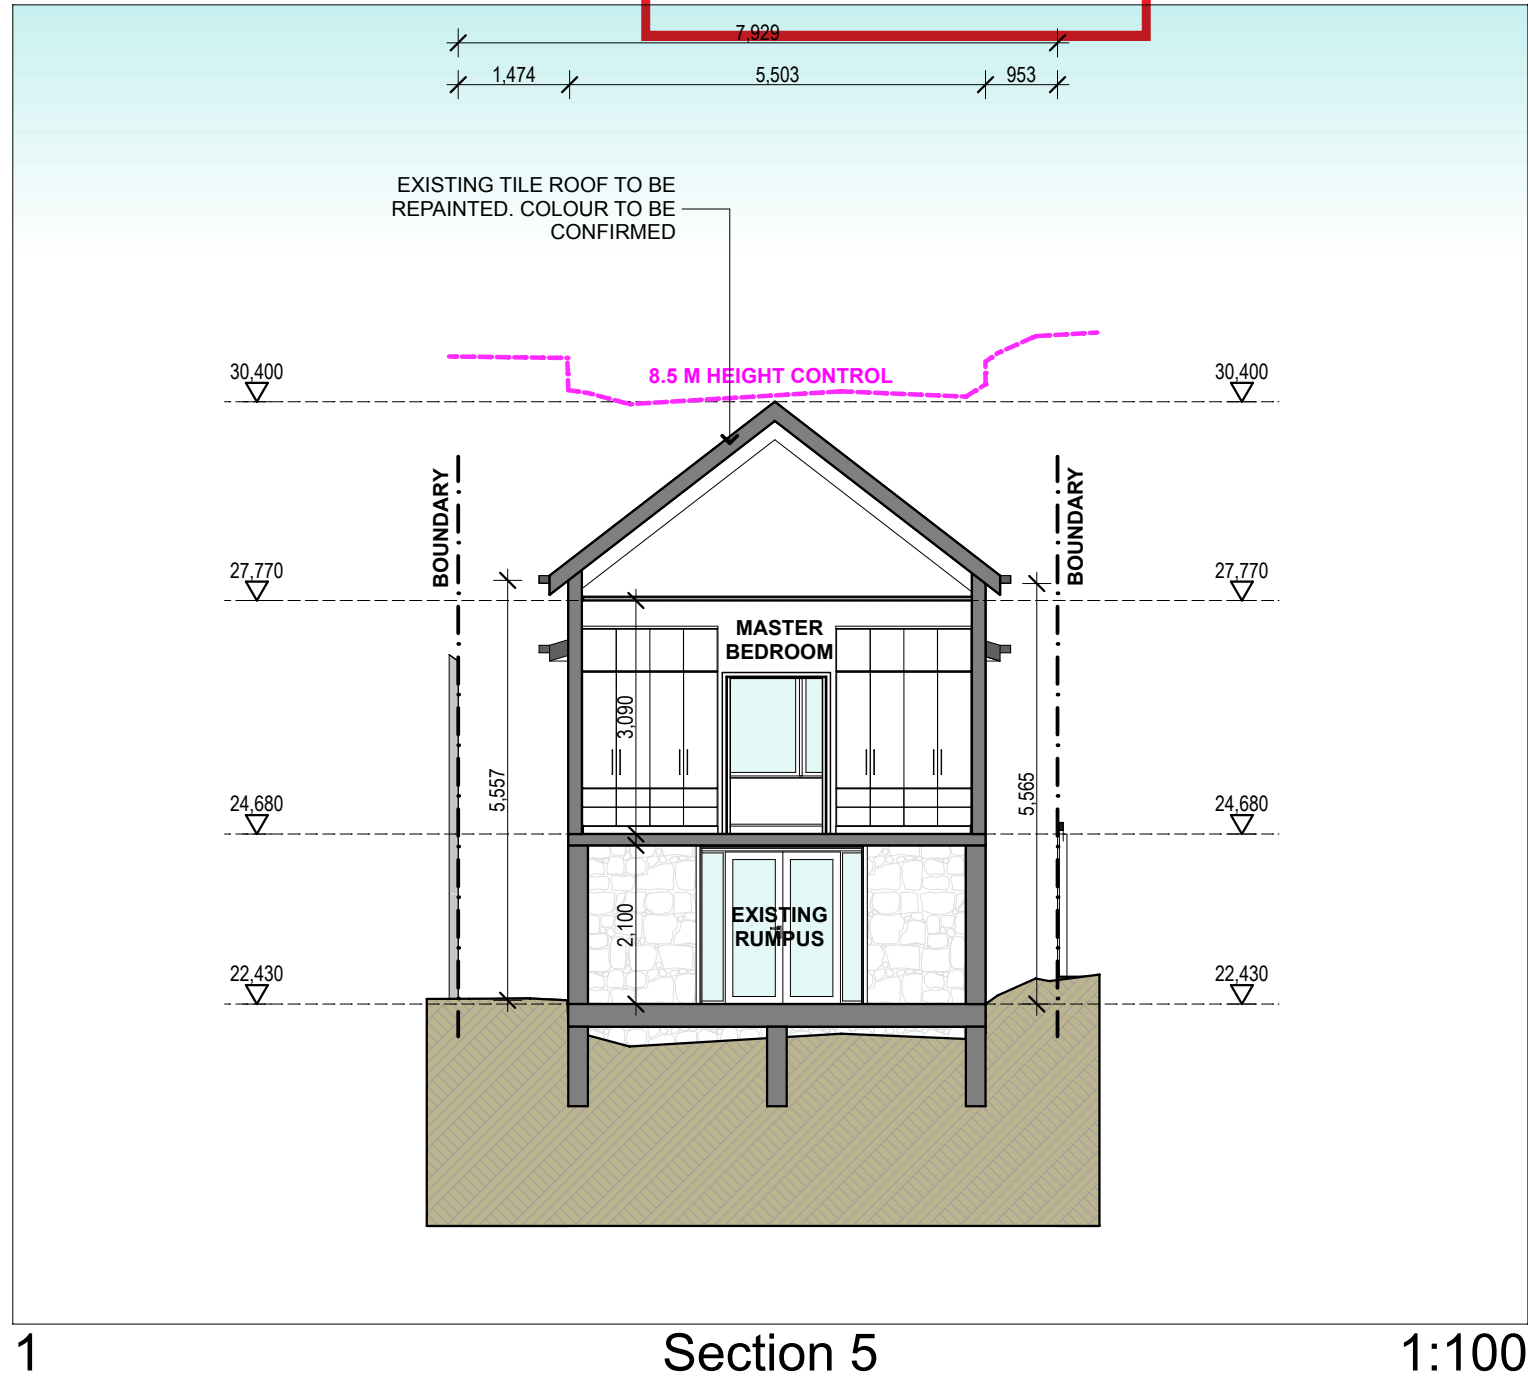 7,929
1,474
5,503
953
EXISTING TILE ROOF TO BE
REPAINTED. COLOUR TO BE
CONFIRMED
8.5 M HEIGHT CONTROL
30,400
30,400
BOUNDARY
BOUNDARY
27,770
27,770
MASTER
BEDROOM
3,090
5,557
5,565
24,680
24,680
2,100
EXISTING
RUMPUS
22,430
22,430
1
Section 5
1:100